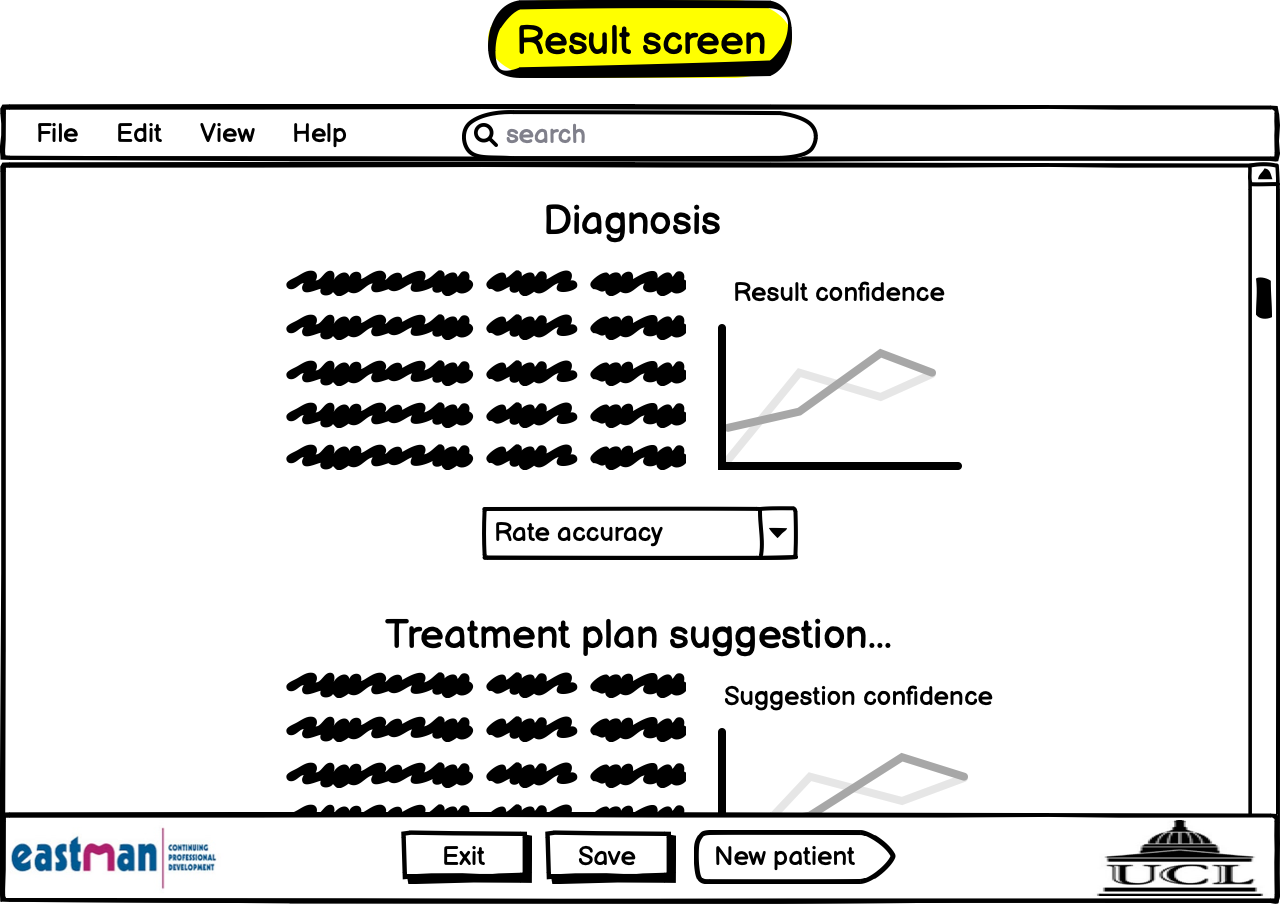 Result screen
File Edit View Help search
Diagnosis
Result confidence
Rate accuracy
Treatment plan suggestion...
Suggestion confidence
eastman CONTINUING
PROFESSIONAL
DEVELOPMENT
Exit Save New patient
UCL